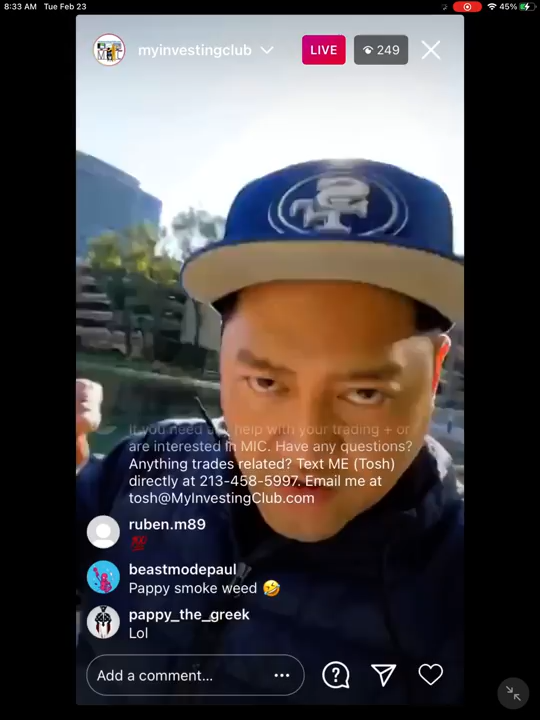 8:33 AM Tue Feb 23
45%
myinvestingclub
LIVE
249
If you need any help with your trading + or
are interested in MIC. Have any questions?
Anything trades related? Text ME (Tosh)
directly at 213-458-5997. Email me at
tosh@MyInvestingClub.com
ruben.m89
💯
beastmodepaul
Pappy smoke weed 🤣
pappy_the_greek
Lol
Add a comment...